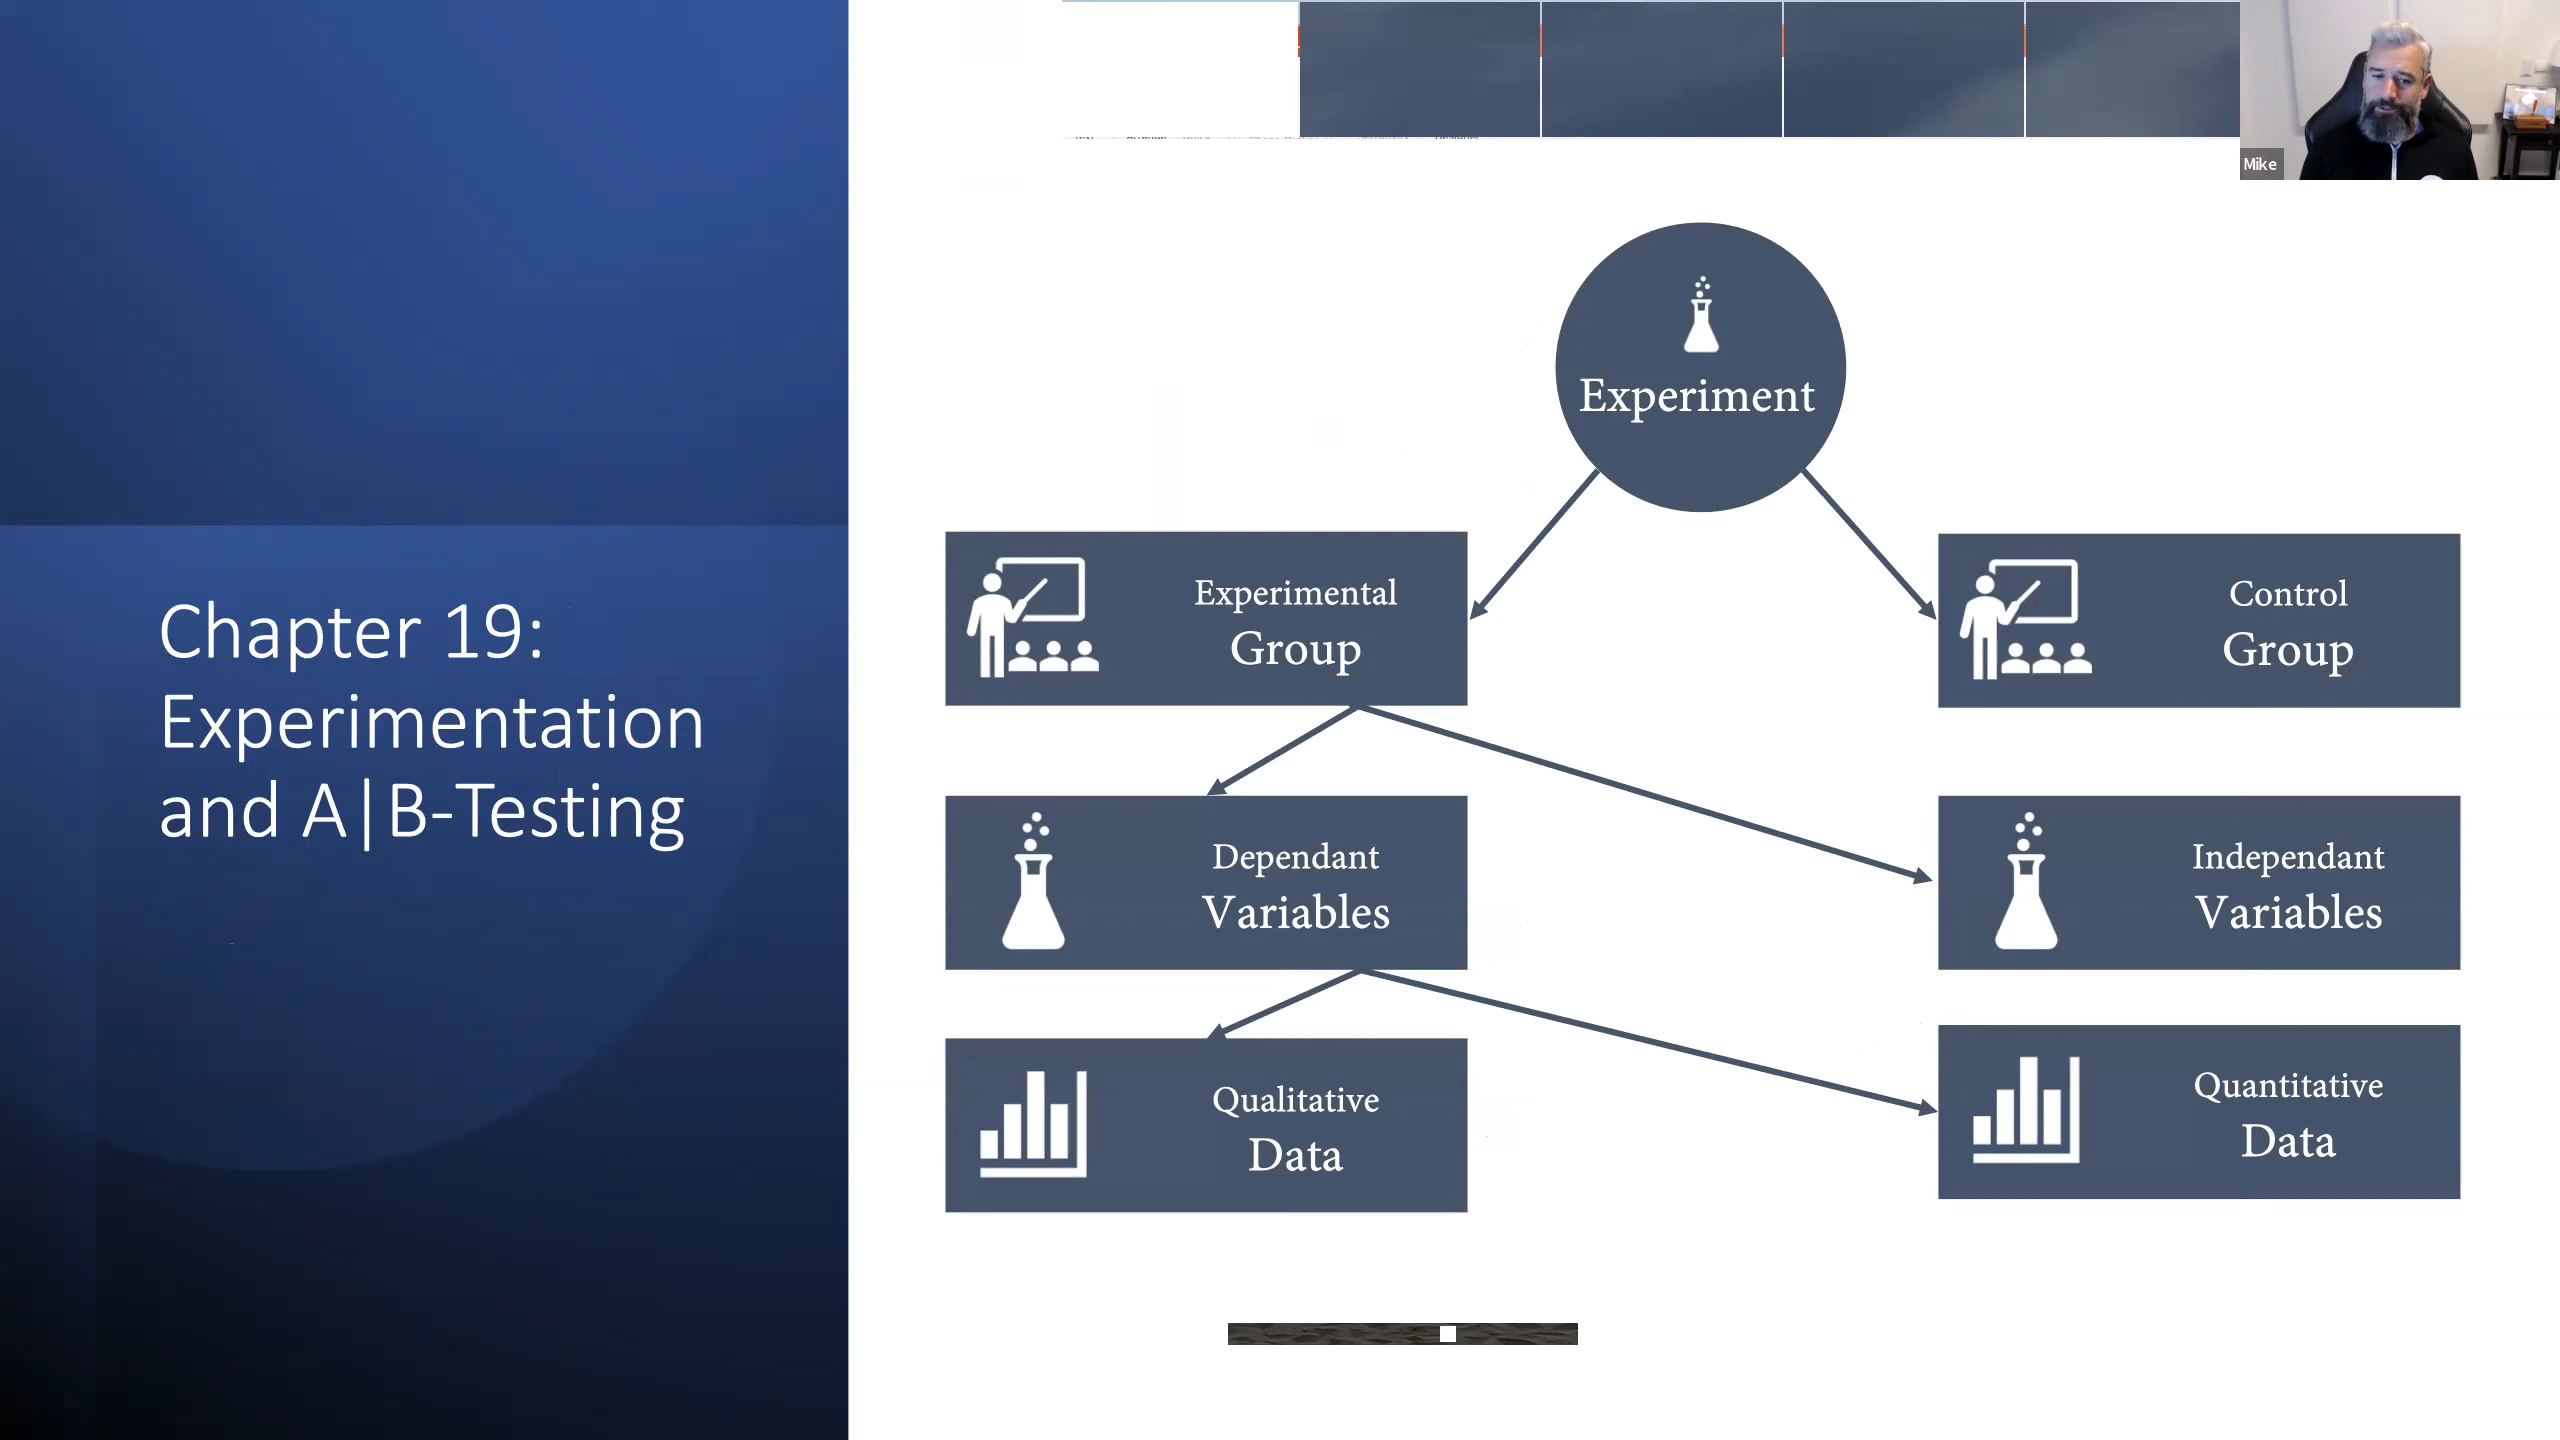 Mike
Chapter 19:
Experimentation
and A|B-Testing
Experiment
Experimental
Group
Control
Group
Dependant
Variables
Independant
Variables
Qualitative
Data
Quantitative
Data